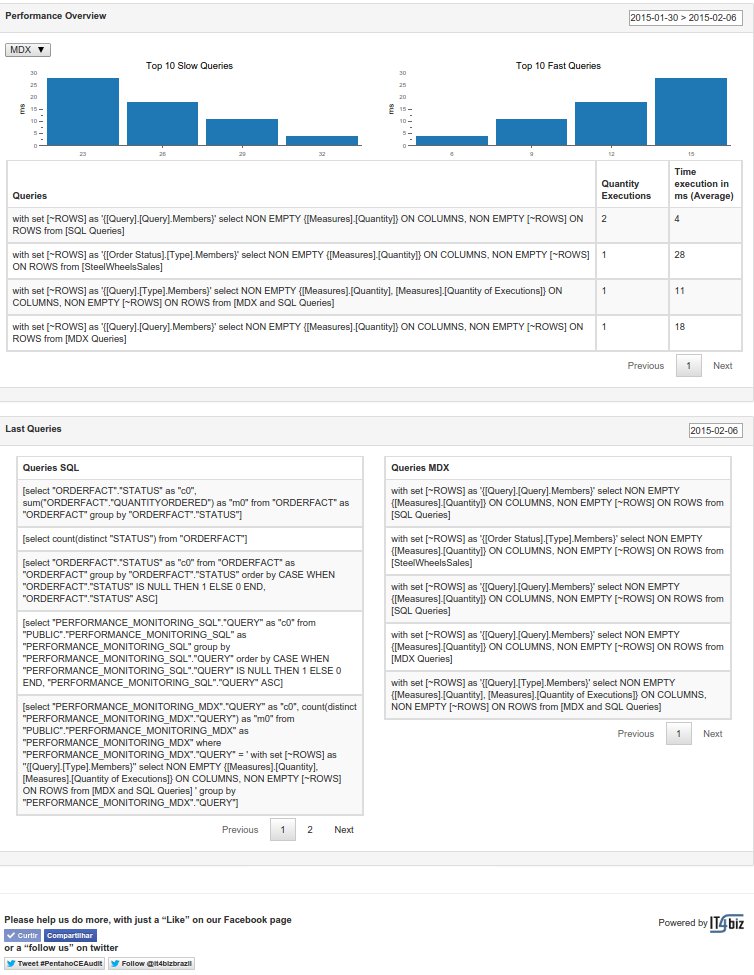 Performance Overview
2015-01-30 > 2015-02-06
MDX ▼
Top 10 Slow Queries
30
25
20
15
10
5
0
ms
23
26
29
32
Top 10 Fast Queries
30
25
20
15
10
5
0
ms
6
9
12
15
Queries
Quantity
Executions
Time
execution in
ms (Average)
with set [~ROWS] as '{[Query].[Query].Members}' select NON EMPTY {[Measures].[Quantity]} ON COLUMNS, NON EMPTY [~ROWS] ON
ROWS from [SQL Queries]
2
4
with set [~ROWS] as '{[Order Status].[Type].Members}' select NON EMPTY {[Measures].[Quantity]} ON COLUMNS, NON EMPTY [~ROWS]
ON ROWS from [SteelWheelsSales]
1
28
with set [~ROWS] as '{[Query].[Type].Members}' select NON EMPTY {[Measures].[Quantity], [Measures].[Quantity of Executions]} ON
COLUMNS, NON EMPTY [~ROWS] ON ROWS from [MDX and SQL Queries]
1
11
with set [~ROWS] as '{[Query].[Query].Members}' select NON EMPTY {[Measures].[Quantity]} ON COLUMNS, NON EMPTY [~ROWS] ON
ROWS from [MDX Queries]
1
18
Previous 1 Next
Last Queries
2015-02-06
Queries SQL
[select "ORDERFACT"."STATUS" as "c0",
sum("ORDERFACT"."QUANTITYORDERED") as "m0" from "ORDERFACT" as
"ORDERFACT" group by "ORDERFACT"."STATUS"]
[select count(distinct "STATUS") from "ORDERFACT"]
[select "ORDERFACT"."STATUS" as "c0" from "ORDERFACT" as
"ORDERFACT" group by "ORDERFACT"."STATUS" order by CASE WHEN
"ORDERFACT"."STATUS" IS NULL THEN 1 ELSE 0 END,
"ORDERFACT"."STATUS" ASC]
[select "PERFORMANCE_MONITORING_SQL"."QUERY" as "c0" from
"PUBLIC"."PERFORMANCE_MONITORING_SQL" as
"PERFORMANCE_MONITORING_SQL" group by
"PERFORMANCE_MONITORING_SQL"."QUERY" order by CASE WHEN
"PERFORMANCE_MONITORING_SQL"."QUERY" IS NULL THEN 1 ELSE 0
END, "PERFORMANCE_MONITORING_SQL"."QUERY" ASC]
[select "PERFORMANCE_MONITORING_MDX"."QUERY" as "c0", count(distinct
"PERFORMANCE_MONITORING_MDX"."QUERY") as "m0" from
"PUBLIC"."PERFORMANCE_MONITORING_MDX" as
"PERFORMANCE_MONITORING_MDX" where
"PERFORMANCE_MONITORING_MDX"."QUERY" = ' with set [~ROWS] as
''{[Query].[Type].Members}'' select NON EMPTY {[Measures].[Quantity],
[Measures].[Quantity of Executions]} ON COLUMNS, NON EMPTY [~ROWS]
ON ROWS from [MDX and SQL Queries] ' group by
"PERFORMANCE_MONITORING_MDX"."QUERY"]
Previous 1 2 Next
Queries MDX
with set [~ROWS] as '{[Query].[Query].Members}' select NON EMPTY
{[Measures].[Quantity]} ON COLUMNS, NON EMPTY [~ROWS] ON ROWS from
[SQL Queries]
with set [~ROWS] as '{[Order Status].[Type].Members}' select NON EMPTY
{[Measures].[Quantity]} ON COLUMNS, NON EMPTY [~ROWS] ON ROWS from
[SteelWheelsSales]
with set [~ROWS] as '{[Query].[Query].Members}' select NON EMPTY
{[Measures].[Quantity]} ON COLUMNS, NON EMPTY [~ROWS] ON ROWS from
[SQL Queries]
with set [~ROWS] as '{[Query].[Query].Members}' select NON EMPTY
{[Measures].[Quantity]} ON COLUMNS, NON EMPTY [~ROWS] ON ROWS from
[MDX Queries]
with set [~ROWS] as '{[Query].[Type].Members}' select NON EMPTY
{[Measures].[Quantity], [Measures].[Quantity of Executions]} ON COLUMNS,
NON EMPTY [~ROWS] ON ROWS from [MDX and SQL Queries]
Previous 1 Next
Please help us do more, with just a “Like” on our Facebook page
Curtir Compartilhar
or a “follow us” on twitter
Tweet #PentahoCEAudit Follow @it4bizbrazil
Powered by IT4biz